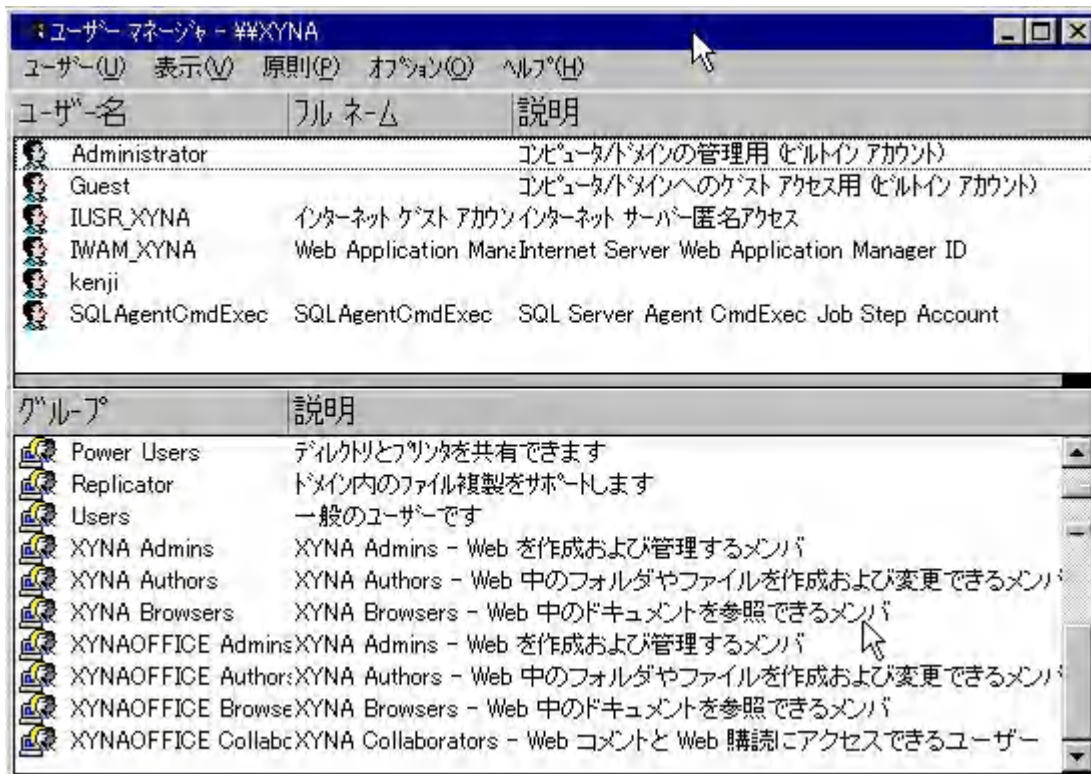 ユーザー マネージャ - ¥¥XYNA
ユーザー(U) 表示(V) 原則(P) オプション(O) ヘルプ(H)
ユーザー名 フル ネーム 説明
Administrator コンピュータ/ドメインの管理用 (ビルトイン アカウント)
Guest コンピュータ/ドメインへのゲスト アクセス用 (ビルトイン アカウント)
IUSR_XYNA インターネット ゲスト アカウン インターネット サーバー匿名アクセス
IWAM_XYNA Web Application Mana Internet Server Web Application Manager ID
kenji
SQLAgentCmdExec SQLAgentCmdExec SQL Server Agent CmdExec Job Step Account
グループ 説明
Power Users ディレクトリとプリンタを共有できます
Replicator ドメイン内のファイル複製をサポートします
Users 一般のユーザーです
XYNA Admins XYNA Admins - Web を作成および管理するメンバ
XYNA Authors XYNA Authors - Web 中のフォルダやファイルを作成および変更できるメンバ
XYNA Browsers XYNA Browsers - Web 中のドキュメントを参照できるメンバ
XYNAOFFICE Admins XYNA Admins - Web を作成および管理するメンバ
XYNAOFFICE Author XYNA Authors - Web 中のフォルダやファイルを作成および変更できるメンバ
XYNAOFFICE Browse XYNA Browsers - Web 中のドキュメントを参照できるメンバ
XYNAOFFICE Collabo XYNA Collaborators - Web コメントと Web 購読にアクセスできるユーザー